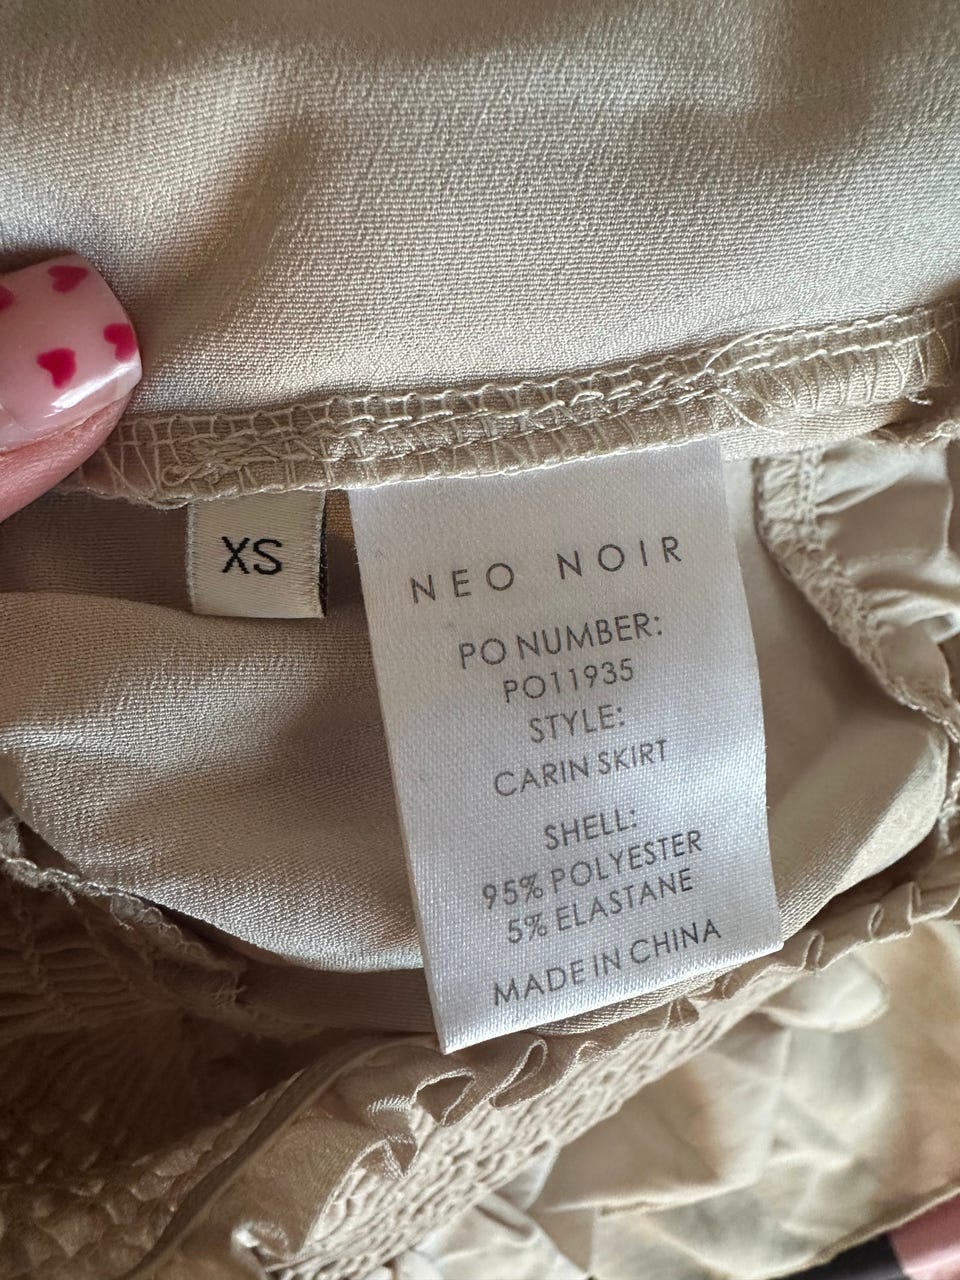 XS
NEO NOIR
PO NUMBER:
PO11935
STYLE:
CARIN SKIRT
SHELL:
95% POLYESTER
5% ELASTANE
MADE IN CHINA